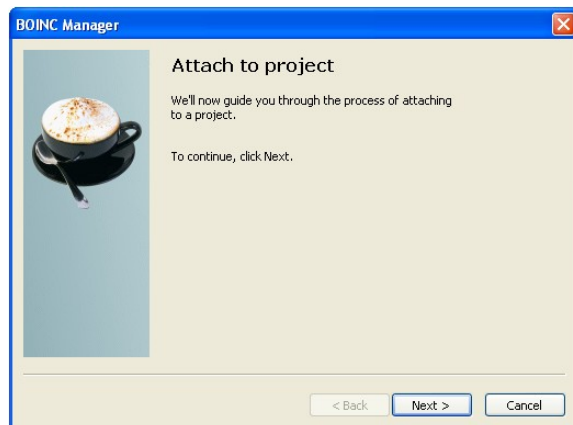 BOINC Manager
Attach to project
We'll now guide you through the process of attaching
to a project.
To continue, click Next.
< Back
Next >
Cancel